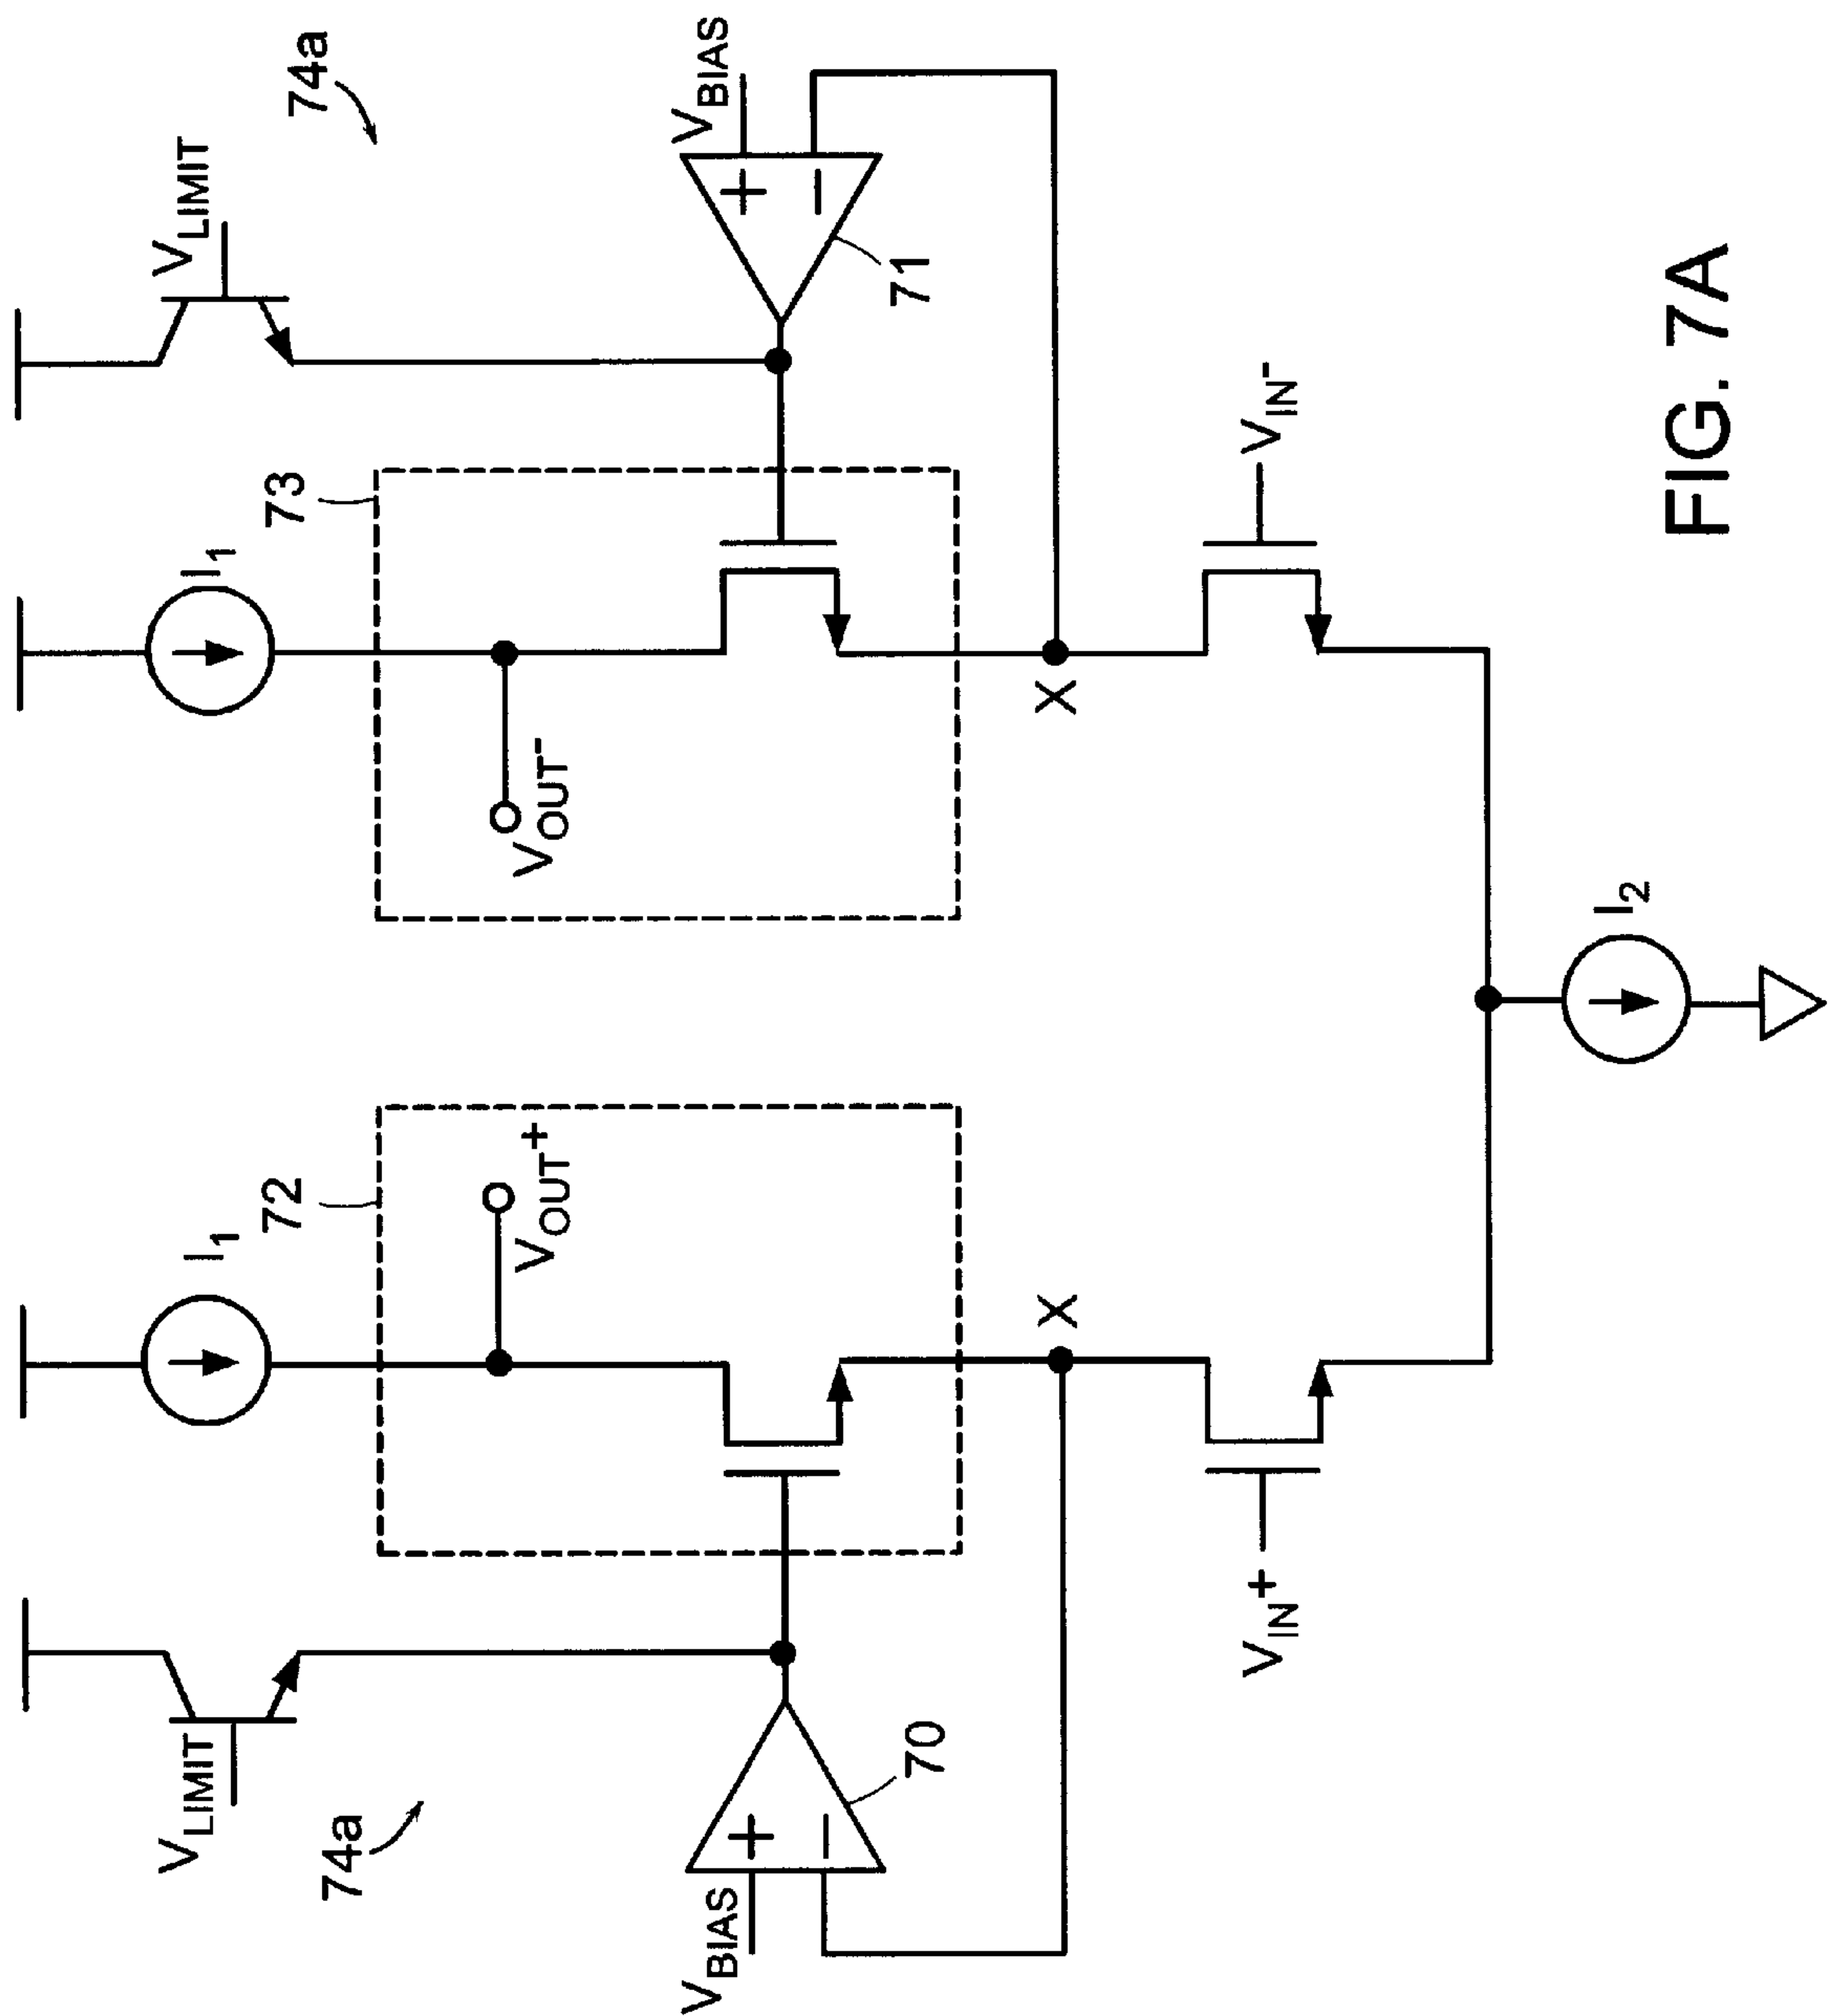 74a
V_LIMIT
V_LIMIT
74a
I₁
I₁
72
73
V_OUT⁺
V_OUT⁻
V_BIAS
V_BIAS
+
−
+
−
70
71
X
X
V_IN⁺
V_IN⁻
I₂
FIG. 7A